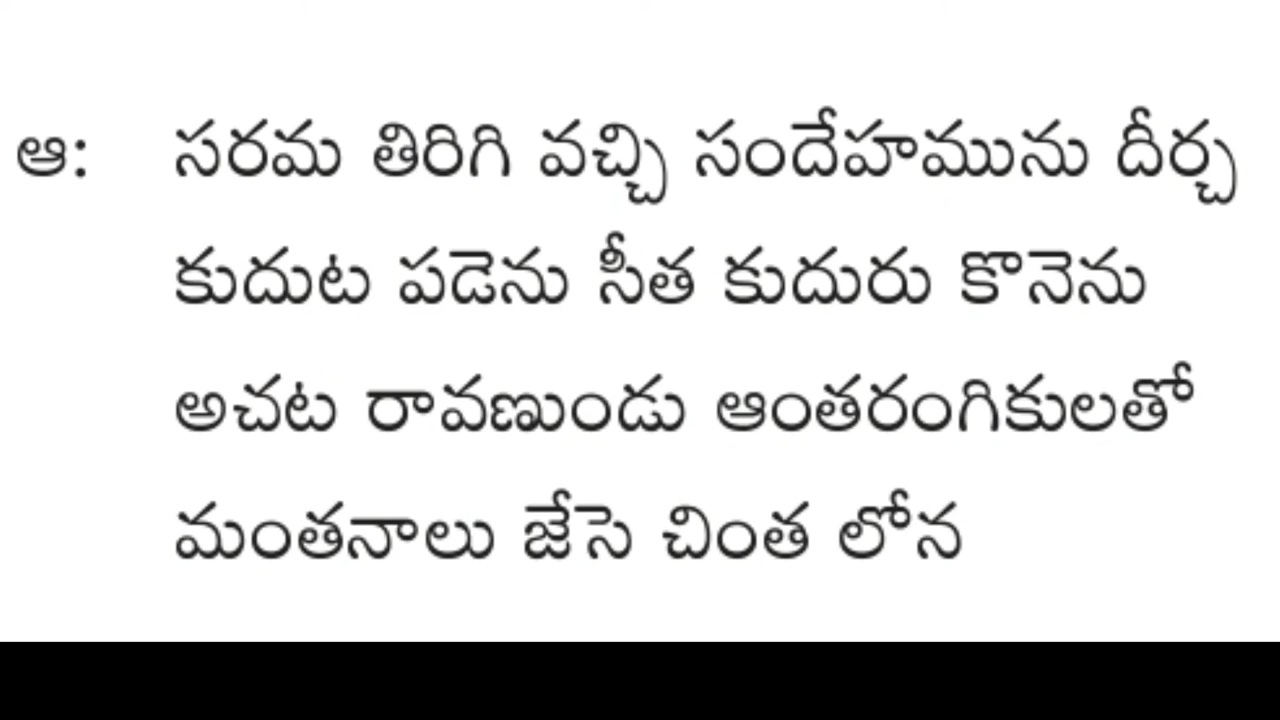 ఆ: సరమ తిరిగి వచ్చి సందేహమును దీర్చ
కుదుట పడెను సీత కుదురు కొనెను
అచట రావణుండు ఆంతరంగికులతో
మంతనాలు జేసె చింత లోన